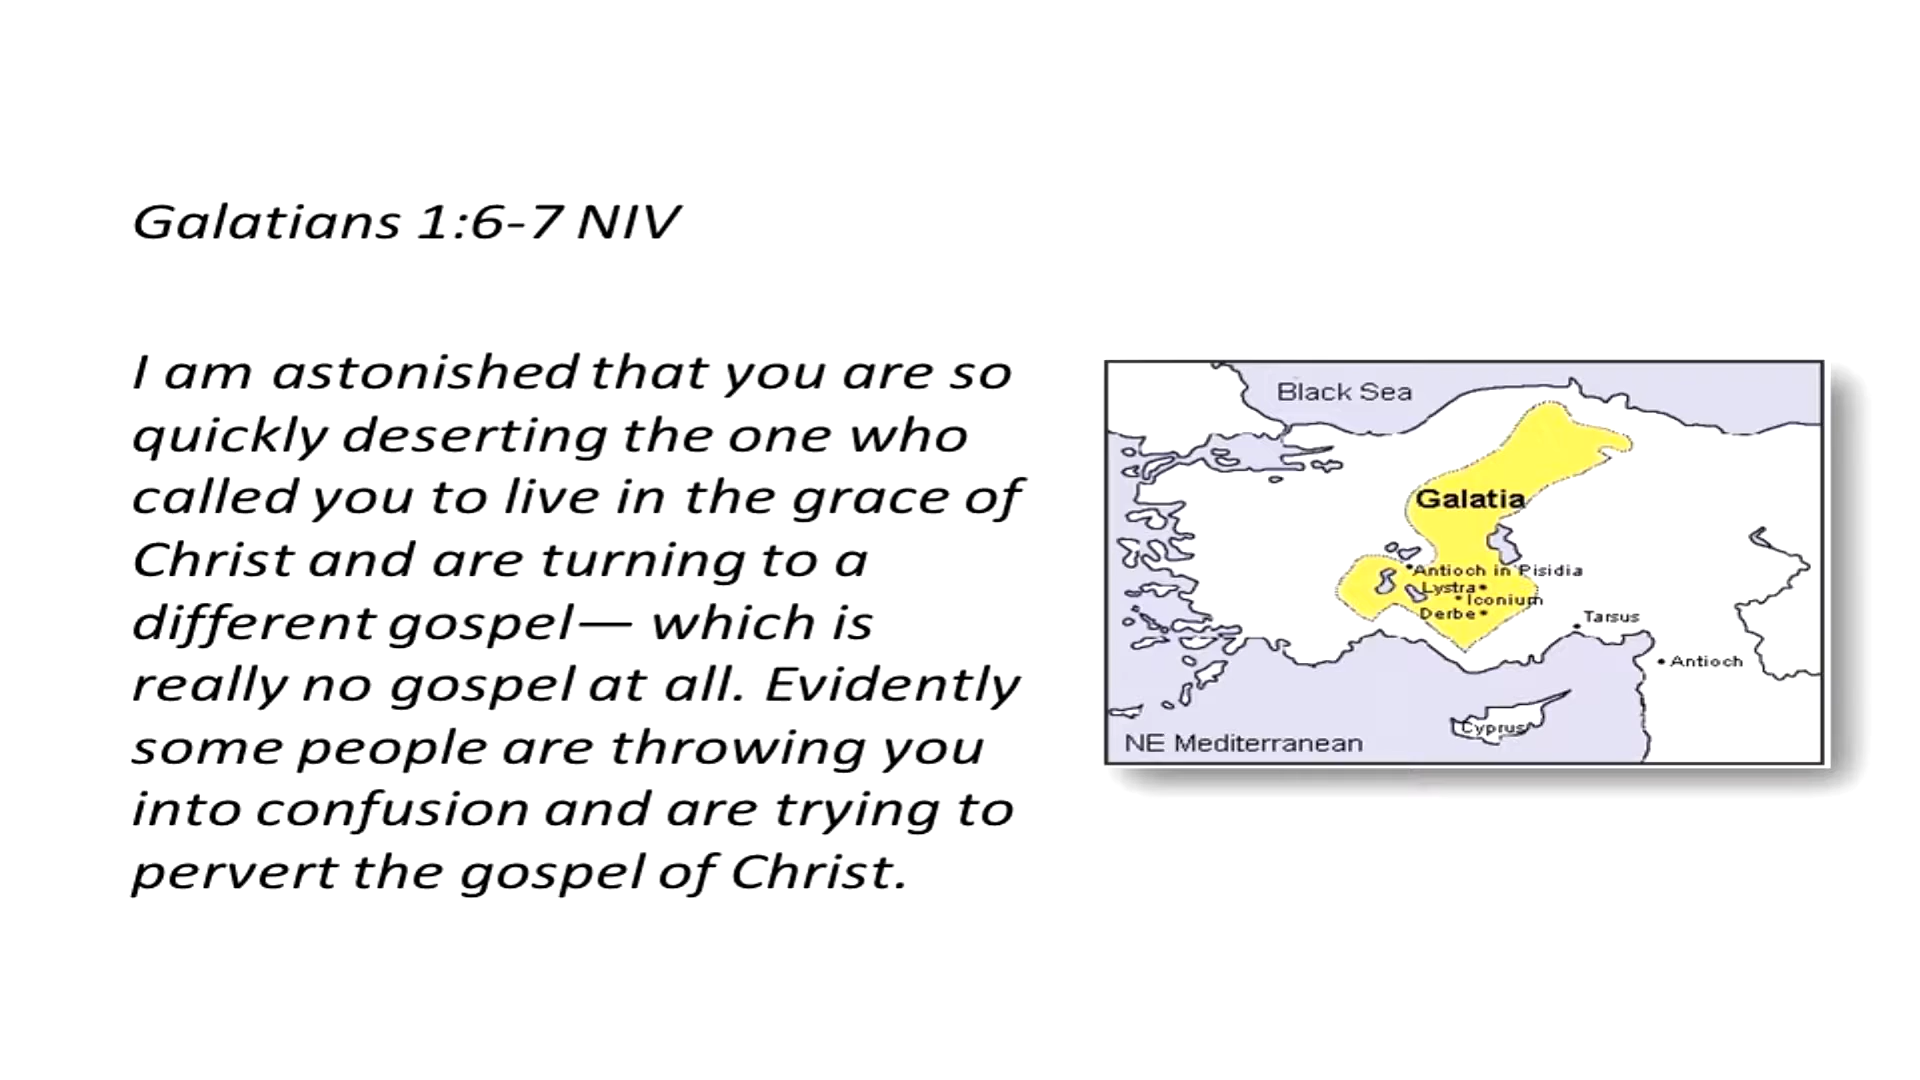 Galatians 1:6-7 NIV
I am astonished that you are so
quickly deserting the one who
called you to live in the grace of
Christ and are turning to a
different gospel— which is
really no gospel at all. Evidently
some people are throwing you
into confusion and are trying to
pervert the gospel of Christ.
Black Sea
Galatia
Antioch in Pisidia
Lystra
Iconium
Derbe
Tarsus
Antioch
Cyprus
NE Mediterranean